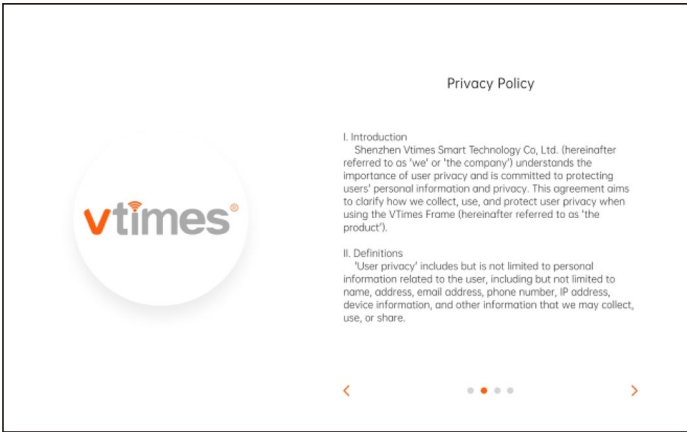 vtimes®
Privacy Policy
I. Introduction
Shenzhen Vtimes Smart Technology Co, Ltd. (hereinafter
referred to as 'we' or 'the company') understands the
importance of user privacy and is committed to protecting
users' personal information and privacy. This agreement aims
to clarify how we collect, use, and protect user privacy when
using the VTimes Frame (hereinafter referred to as 'the
product').
II. Definitions
'User privacy' includes but is not limited to personal
information related to the user, including but not limited to
name, address, email address, phone number, IP address,
device information, and other information that we may collect,
use, or share.